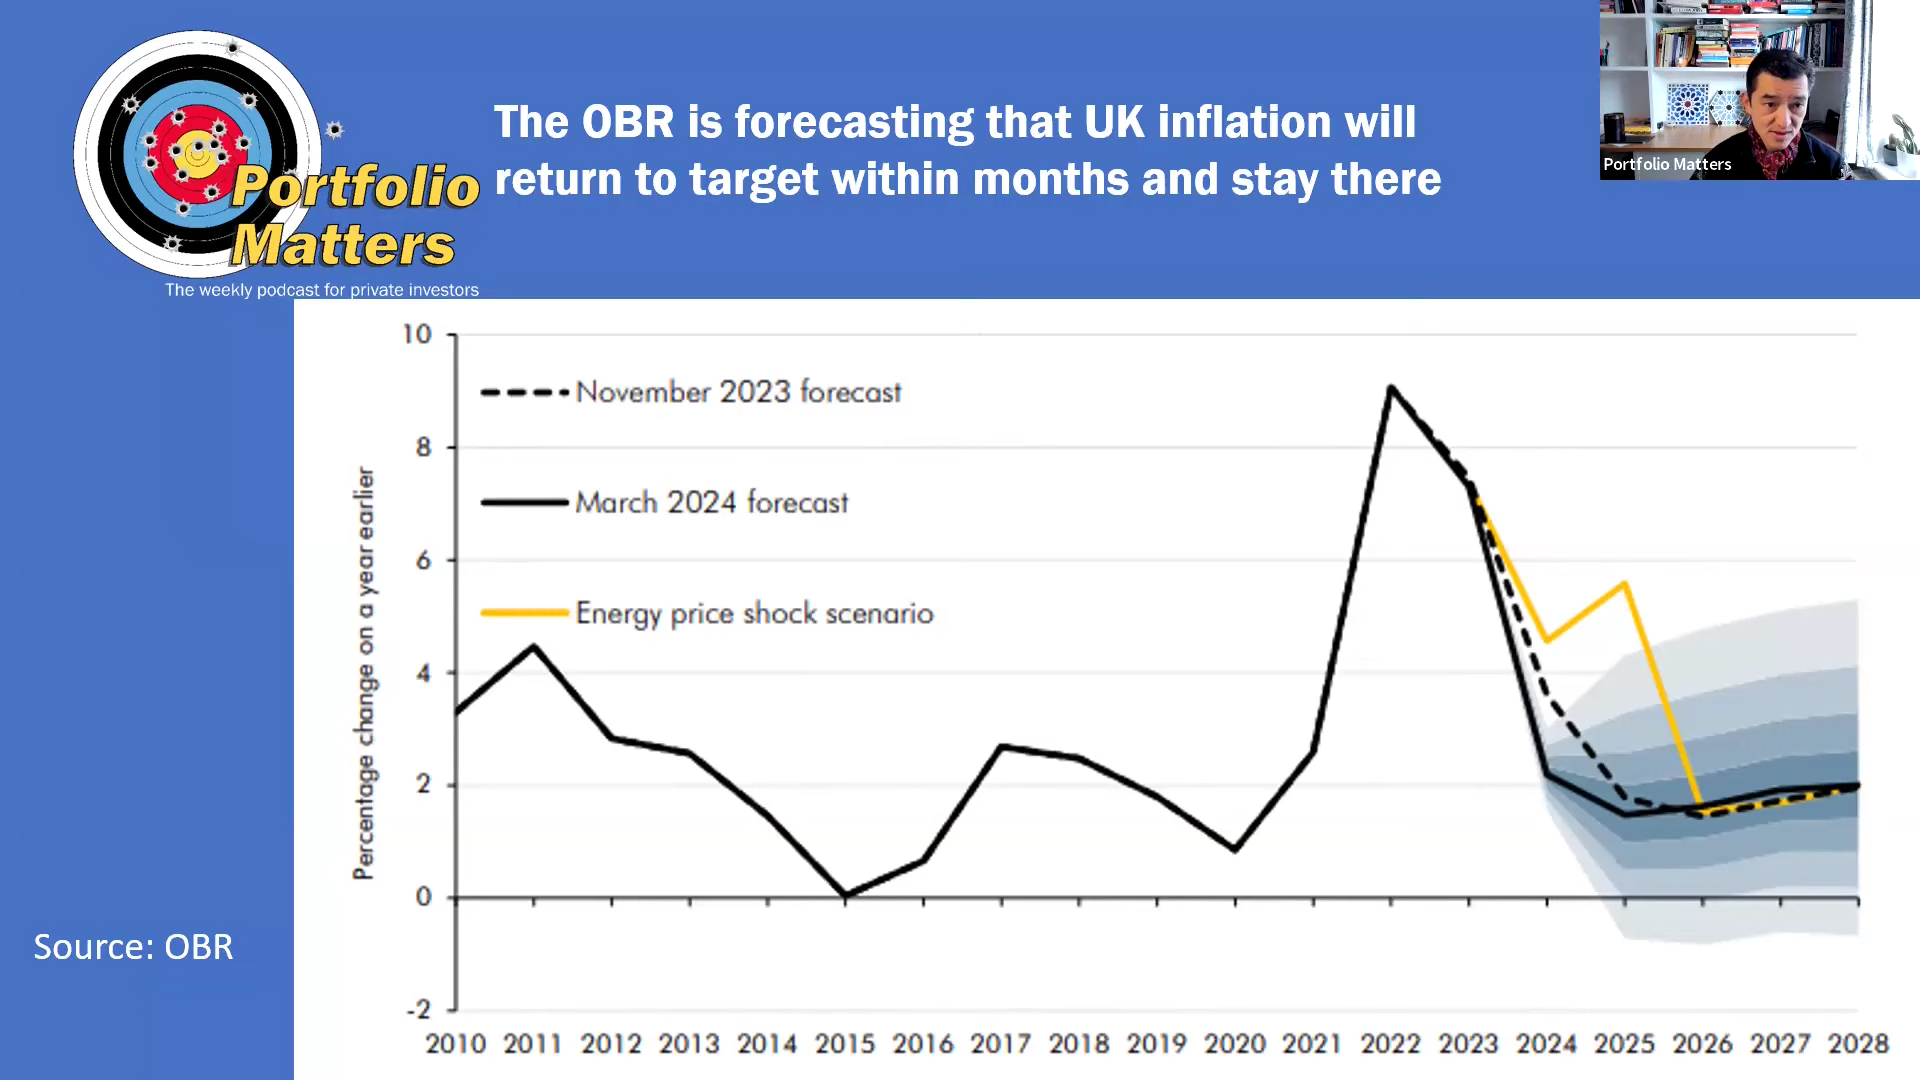 The OBR is forecasting that UK inflation will
return to target within months and stay there
Portfolio
Matters
The weekly podcast for private investors
Portfolio Matters
November 2023 forecast
March 2024 forecast
Energy price shock scenario
Percentage change on a year earlier
10
8
6
4
2
0
-2
2010 2011 2012 2013 2014 2015 2016 2017 2018 2019 2020 2021 2022 2023 2024 2025 2026 2027 2028
Source: OBR